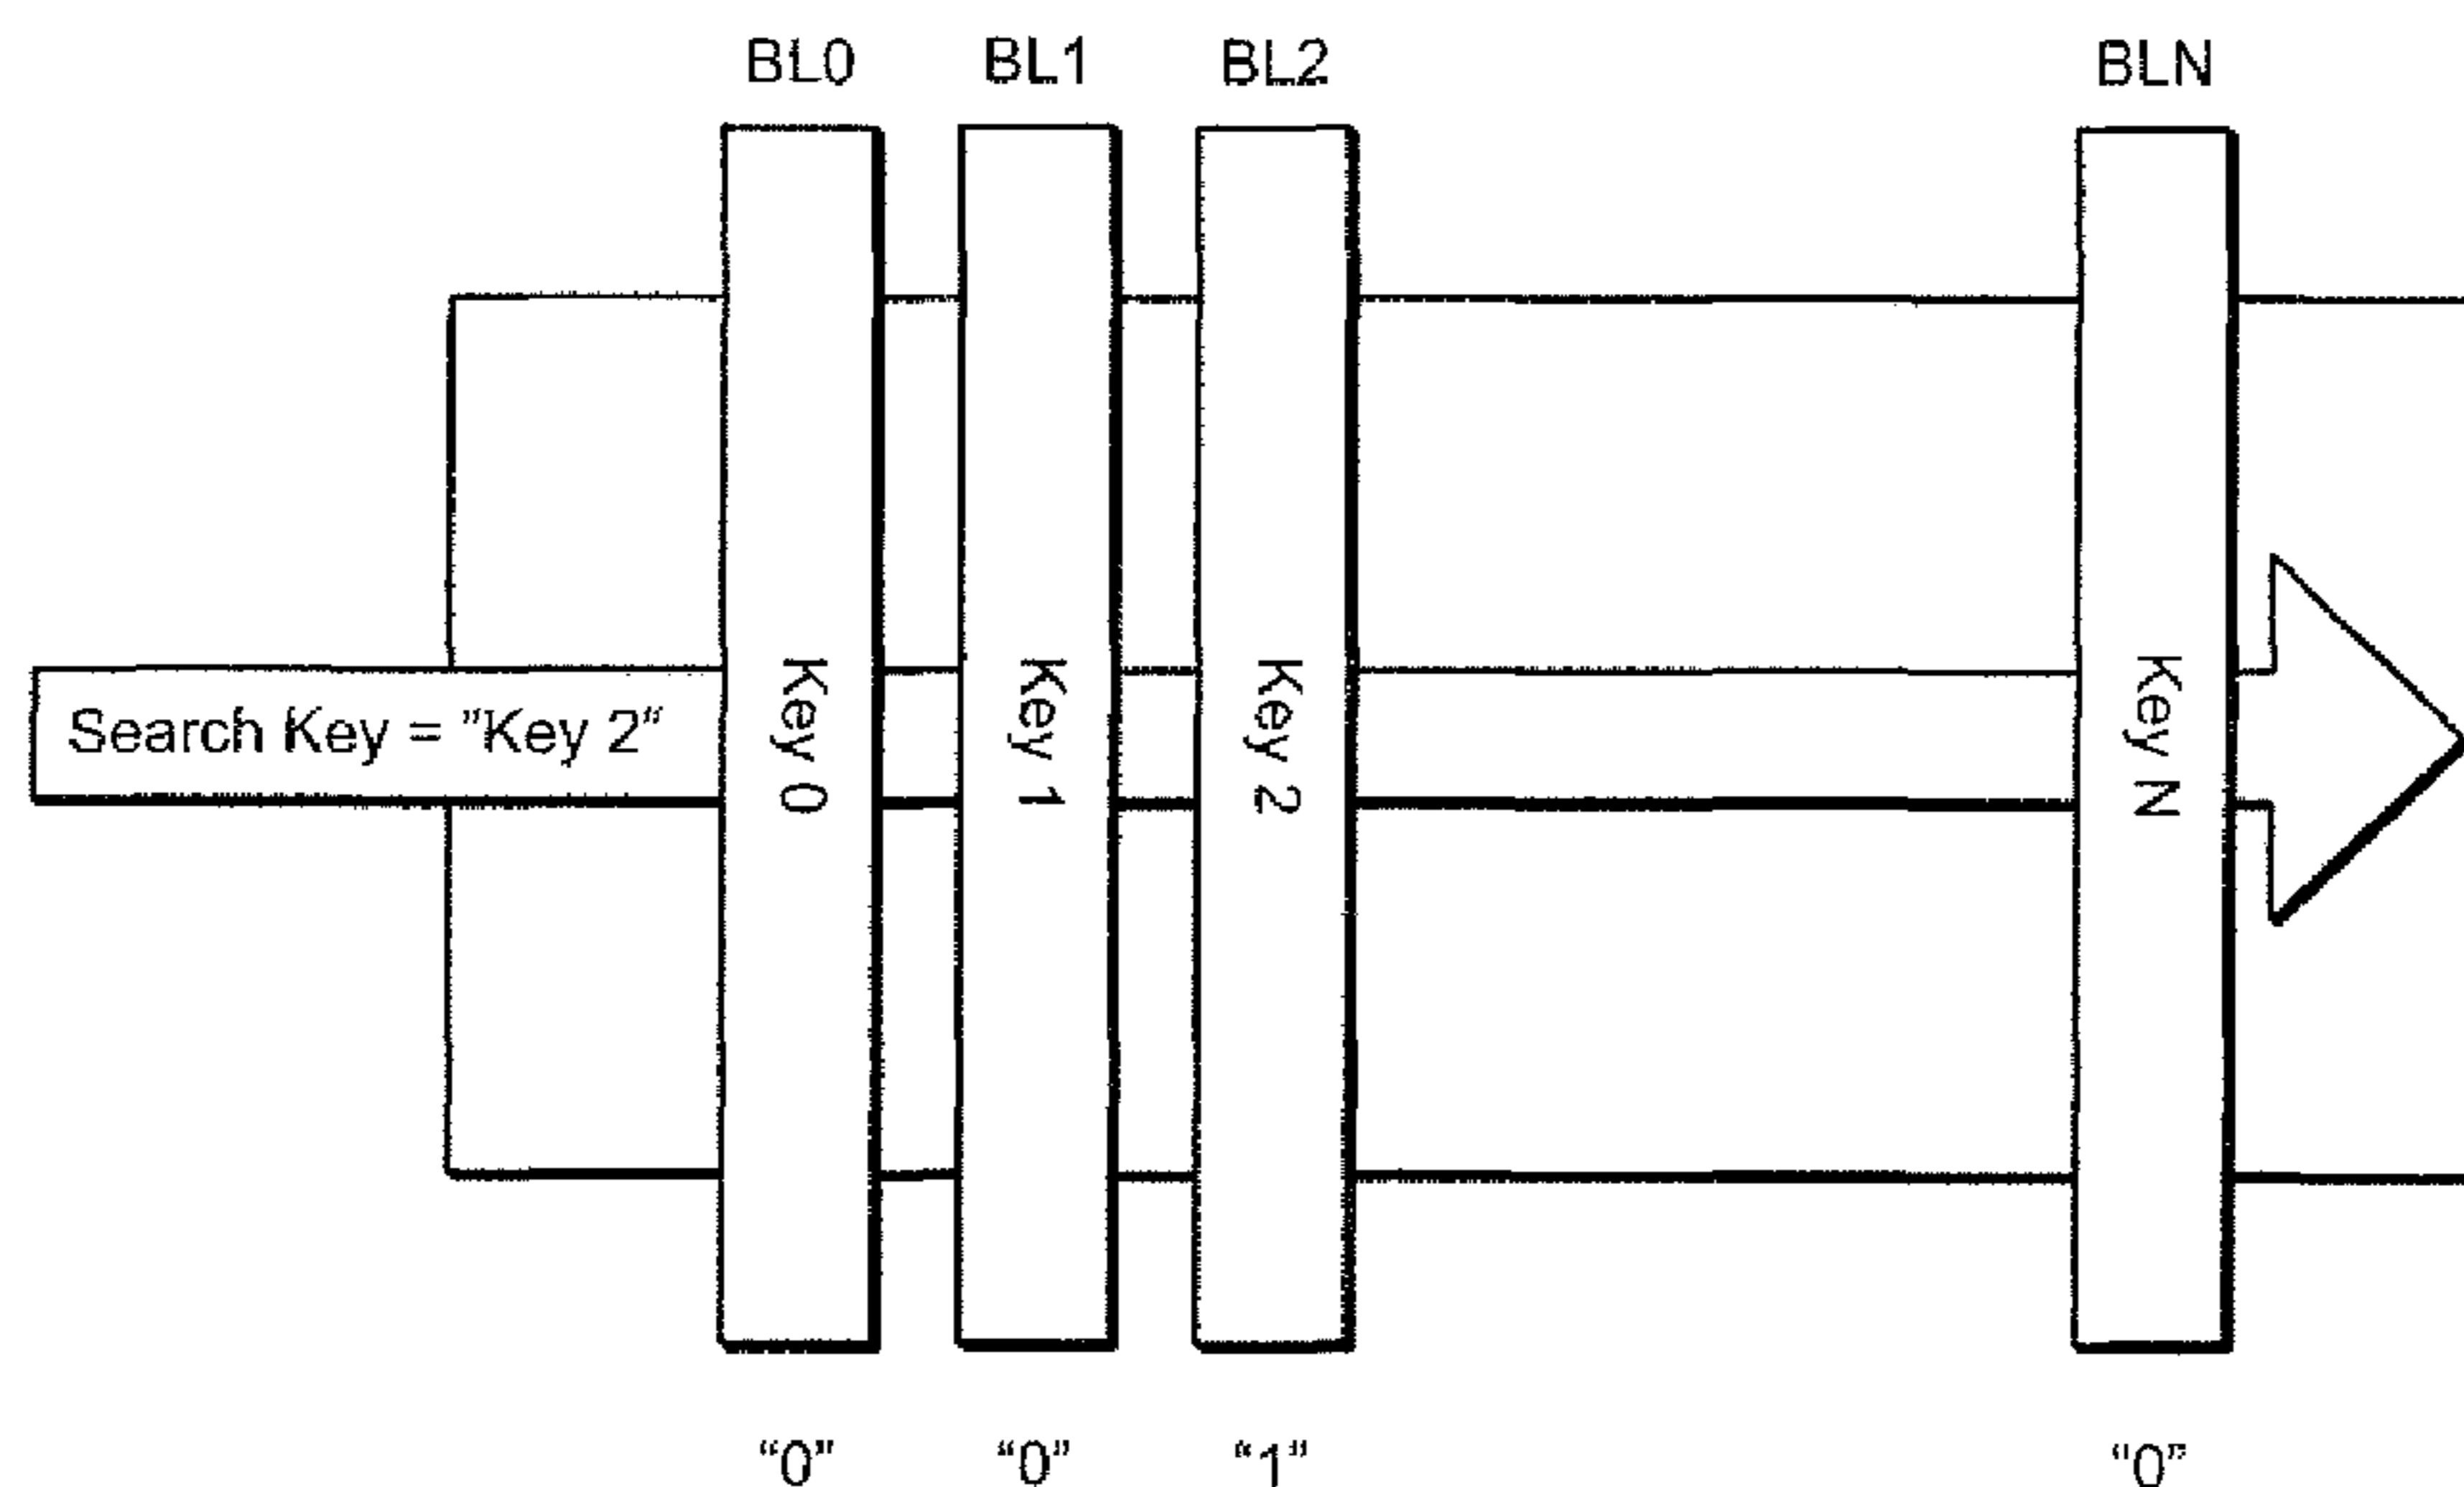 BL0 BL1 BL2 BLN
Search Key = "Key 2"
Key 0
Key 1
Key 2
Key N
"0" "0" "1" "0"